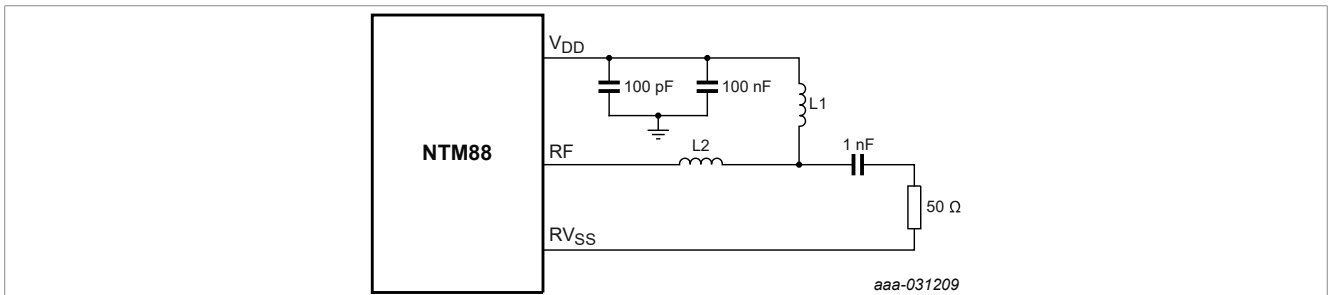 VDD
100 pF
100 nF
L1
NTM88
RF
L2
1 nF
50 Ω
RVSS
aaa-031209